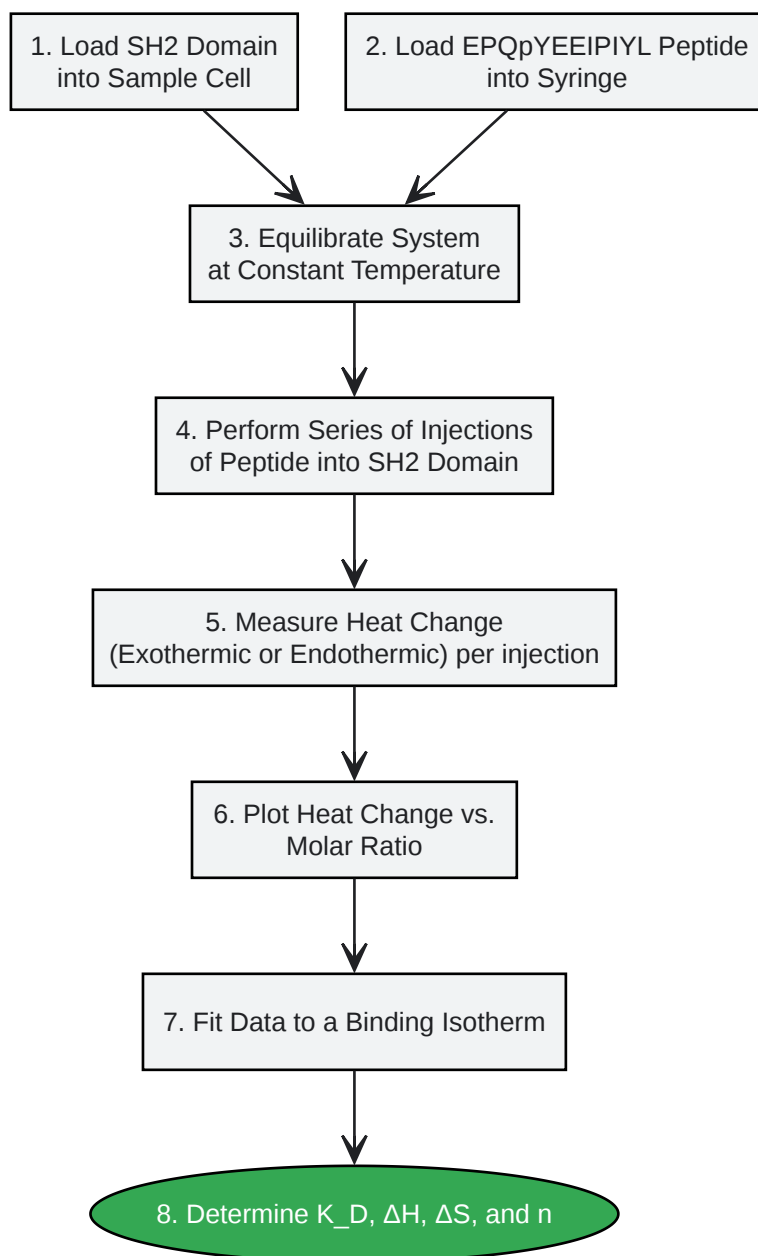 1. Load SH2 Domain
into Sample Cell
2. Load EPQpYEEIPIYL Peptide
into Syringe
3. Equilibrate System
at Constant Temperature
4. Perform Series of Injections
of Peptide into SH2 Domain
5. Measure Heat Change
(Exothermic or Endothermic) per injection
6. Plot Heat Change vs.
Molar Ratio
7. Fit Data to a Binding Isotherm
8. Determine K_D, ΔH, ΔS, and n